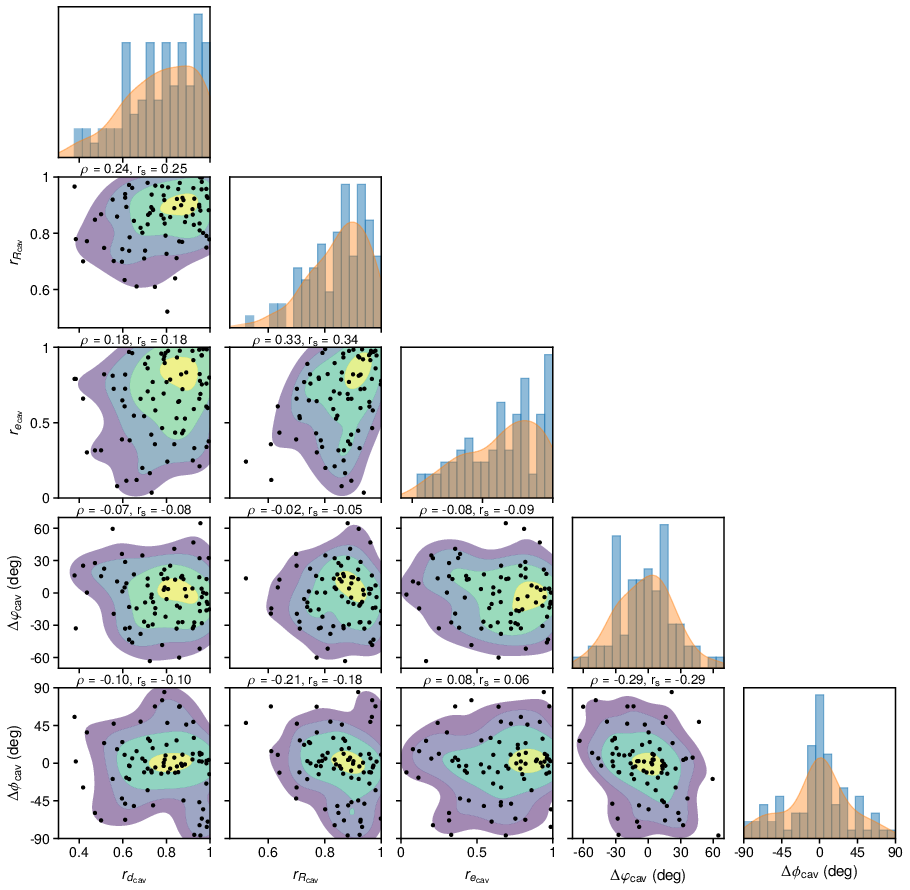 ρ = 0.24, r_s = 0.25
1
0.8
0.6
r_{R_cav}
ρ = 0.18, r_s = 0.18
ρ = 0.33, r_s = 0.34
1
0.5
0
r_{e_cav}
ρ = -0.07, r_s = -0.08
ρ = -0.02, r_s = -0.05
ρ = -0.08, r_s = -0.09
60
30
0
-30
-60
Δφ_cav (deg)
ρ = -0.10, r_s = -0.10
ρ = -0.21, r_s = -0.18
ρ = 0.08, r_s = 0.06
ρ = -0.29, r_s = -0.29
90
45
0
-45
-90
Δϕ_cav (deg)
0.4 0.6 0.8 1
0.6 0.8 1
0 0.5 1
-60 -30 0 30 60
-90 -45 0 45 90
r_{d_cav}
r_{R_cav}
r_{e_cav}
Δφ_cav (deg)
Δϕ_cav (deg)